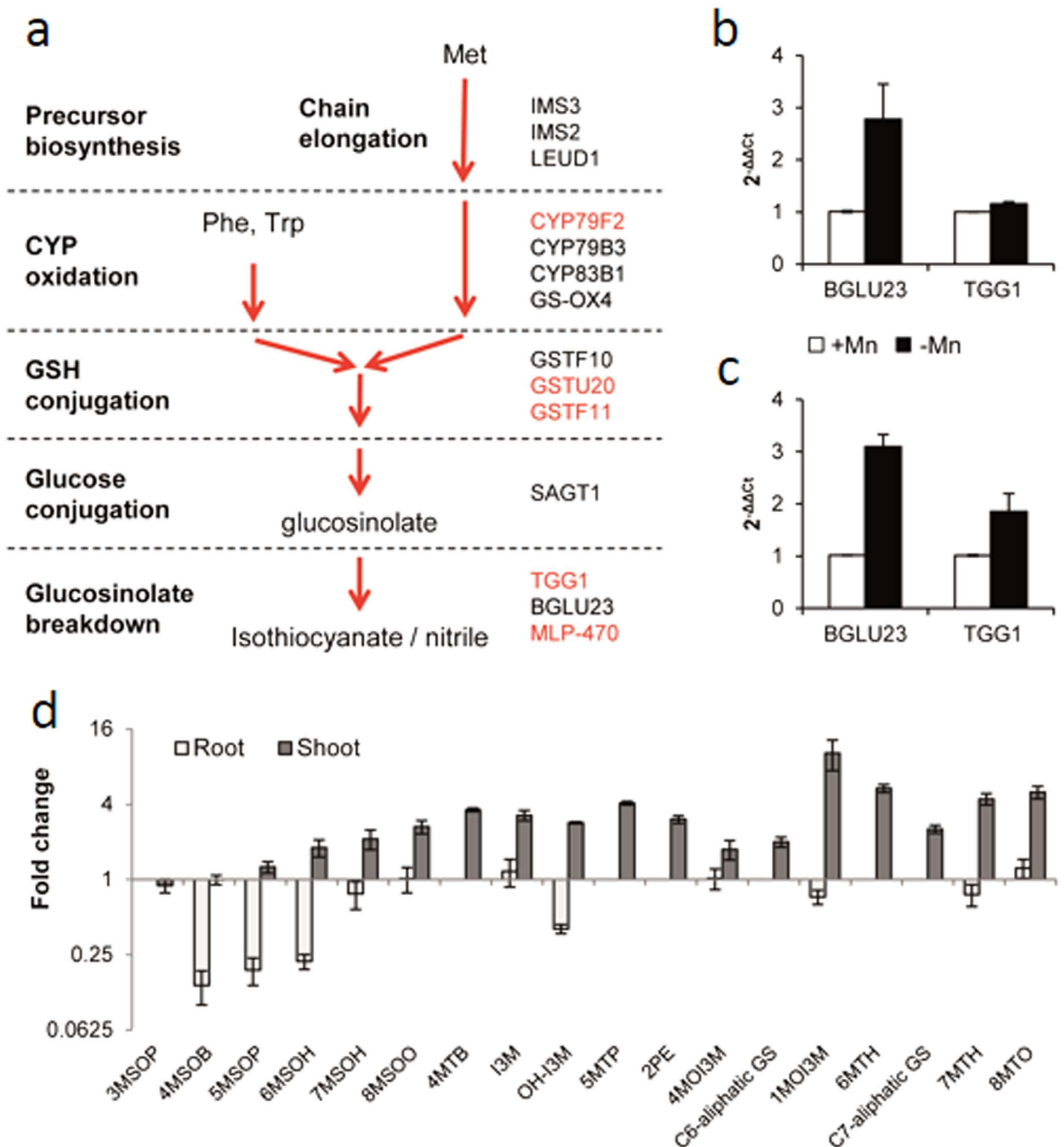 a
Met
Precursor
biosynthesis
Chain
elongation
IMS3
IMS2
LEUD1
CYP
oxidation
Phe, Trp
CYP79F2
CYP79B3
CYP83B1
GS-OX4
GSH
conjugation
GSTF10
GSTU20
GSTF11
Glucose
conjugation
glucosinolate
SAGT1
Glucosinolate
breakdown
Isothiocyanate / nitrile
TGG1
BGLU23
MLP-470
b
2-ΔΔCt
4
3
2
1
0
BGLU23 TGG1
+Mn -Mn
c
2-ΔΔCt
4
3
2
1
0
BGLU23 TGG1
d
Fold change
16
4
1
0.25
0.0625
Root Shoot
3MSOP
4MSOB
5MSOP
6MSOH
7MSOH
8MSOO
4MTB
I3M
OH-I3M
5MTP
2PE
4MOI3M
C6-aliphatic GS
1MOI3M
6MTH
C7-aliphatic GS
7MTH
8MTO